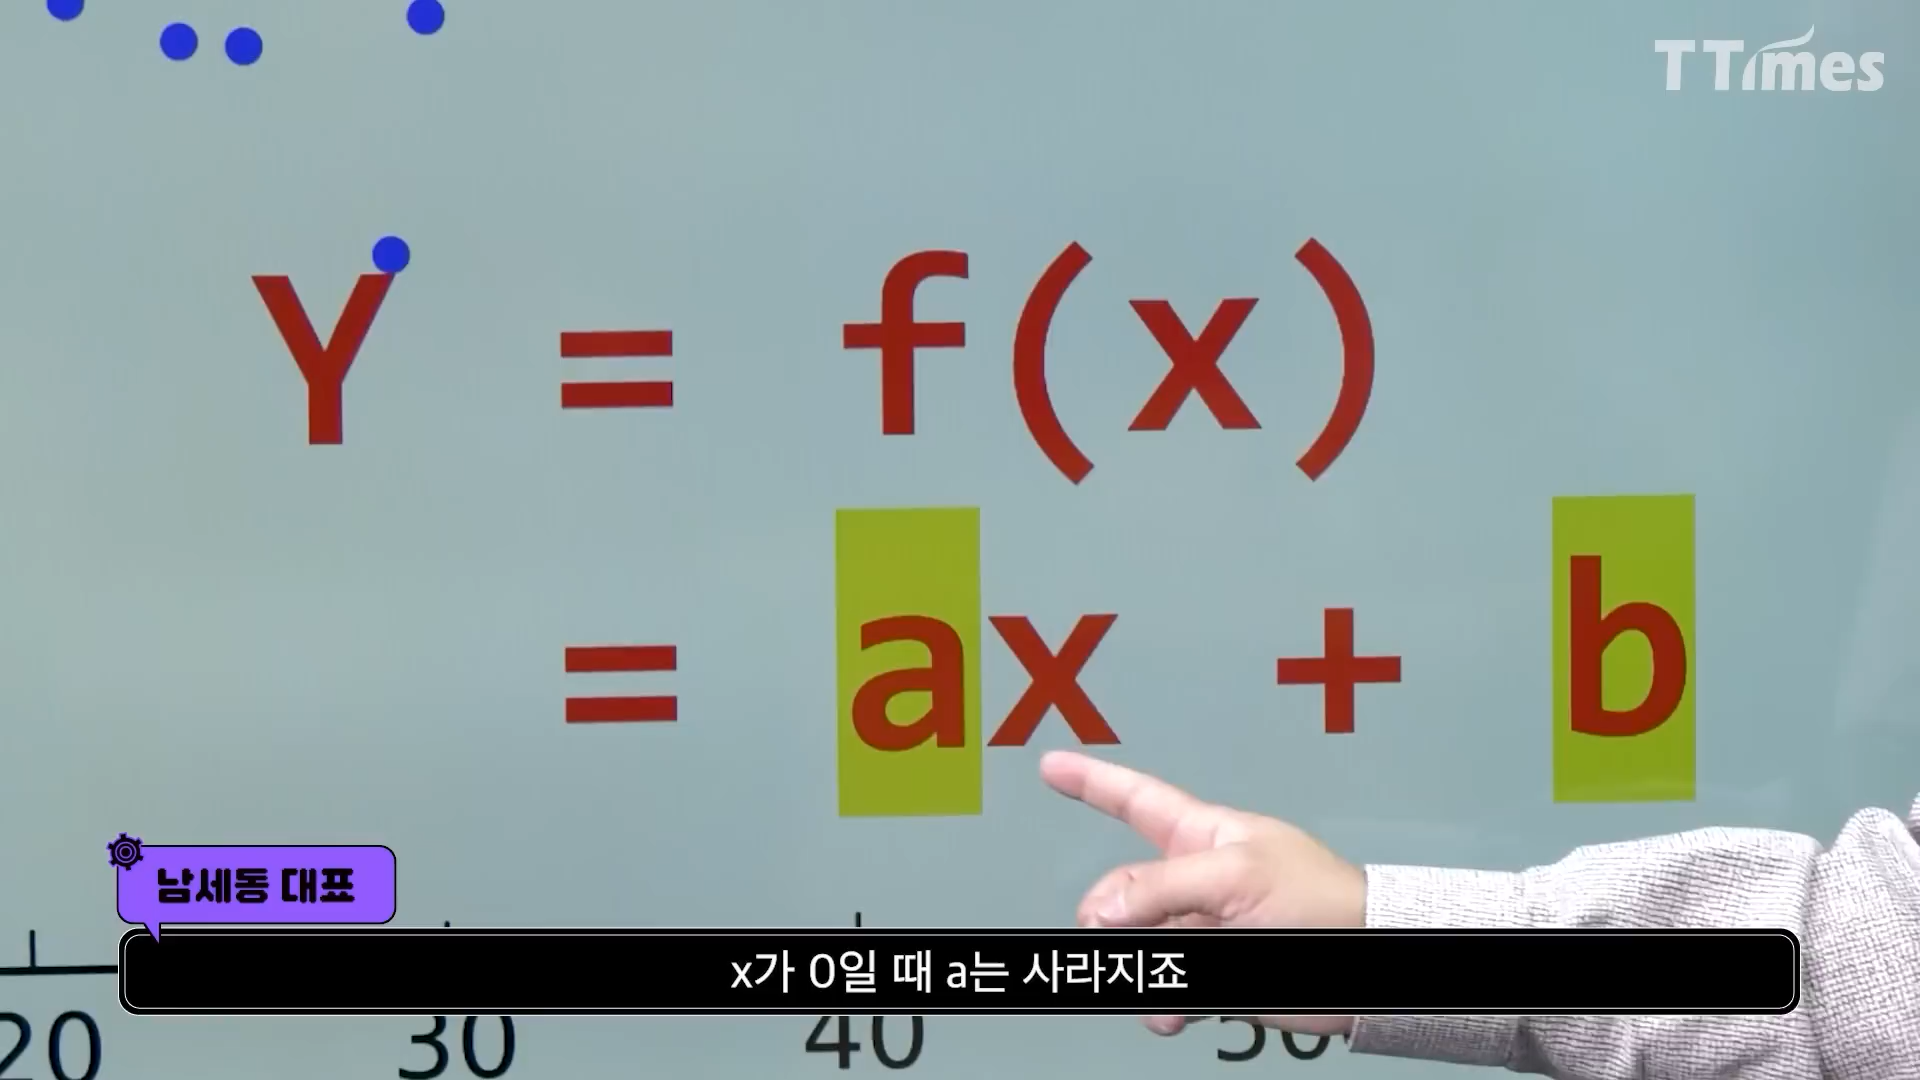 TTimes
Y = f(x)
= ax + b
남세동 대표
x가 0일 때 a는 사라지죠
20 30 40 50